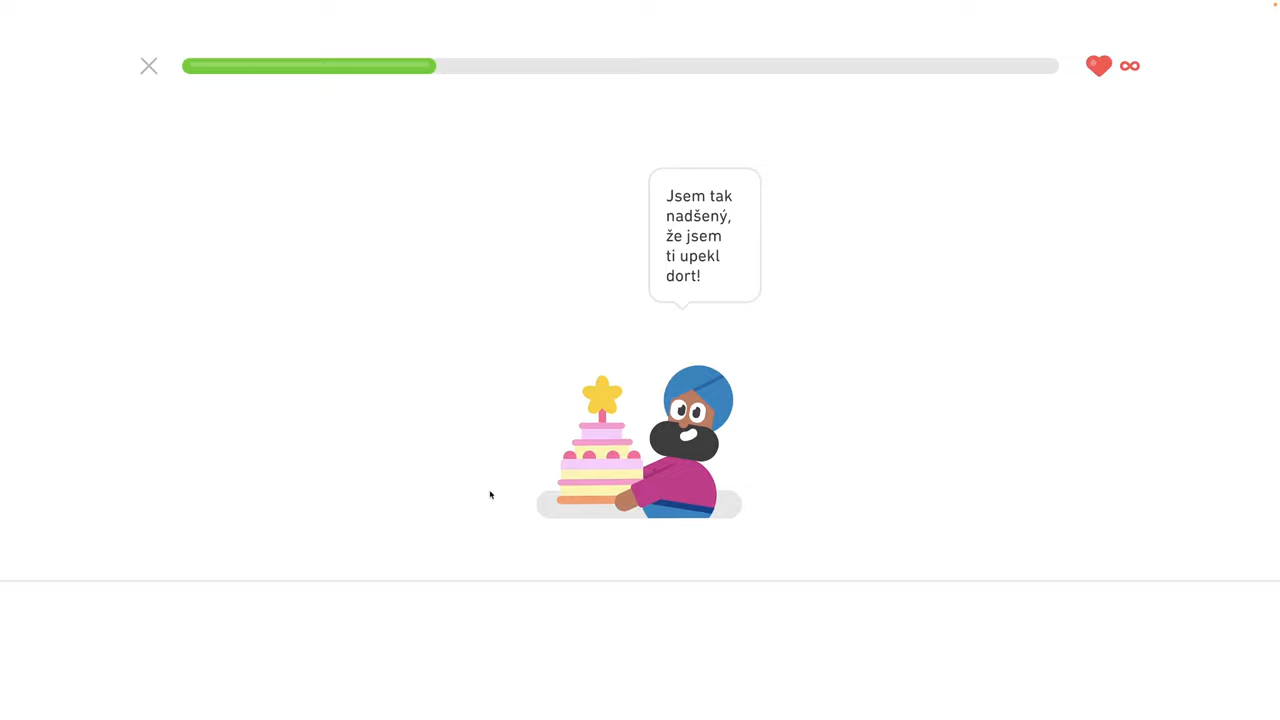 Jsem tak
nadšený,
že jsem
ti upekl
dort!